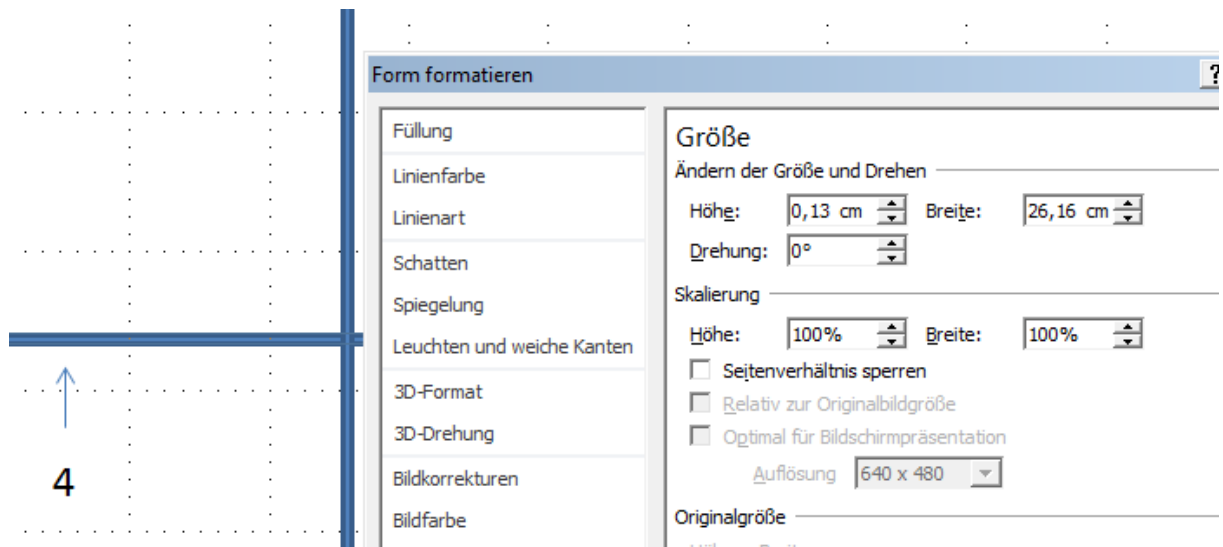 Form formatieren
?
Füllung
Linienfarbe
Linienart
Schatten
Spiegelung
Leuchten und weiche Kanten
3D-Format
3D-Drehung
Bildkorrekturen
Bildfarbe
Größe
Ändern der Größe und Drehen
Höhe: 0,13 cm Breite: 26,16 cm
Drehung: 0°
Skalierung
Höhe: 100% Breite: 100%
Seitenverhältnis sperren
Relativ zur Originalbildgröße
Optimal für Bildschirmpräsentation
Auflösung 640 x 480
Originalgröße
4